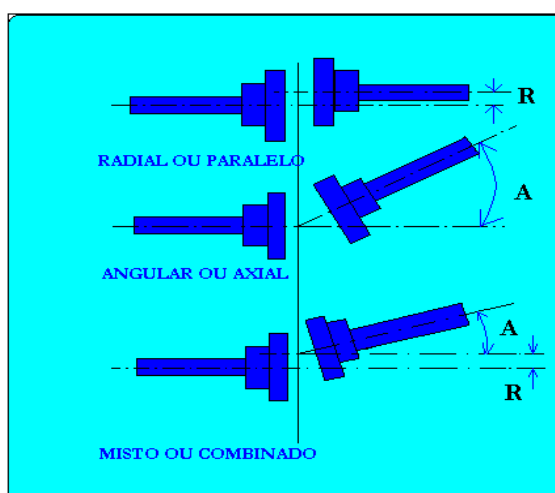 R
RADIAL OU PARALELO
A
ANGULAR OU AXIAL
A
R
MISTO OU COMBINADO